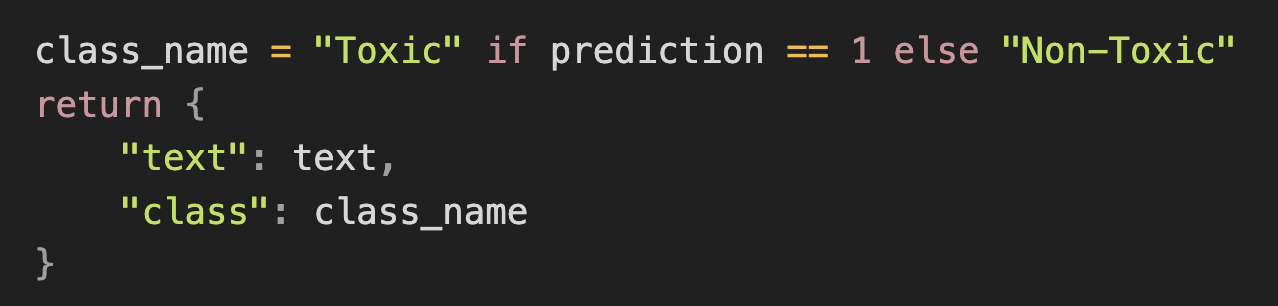 class_name = "Toxic" if prediction == 1 else "Non-Toxic"
return {
    "text": text,
    "class": class_name
}